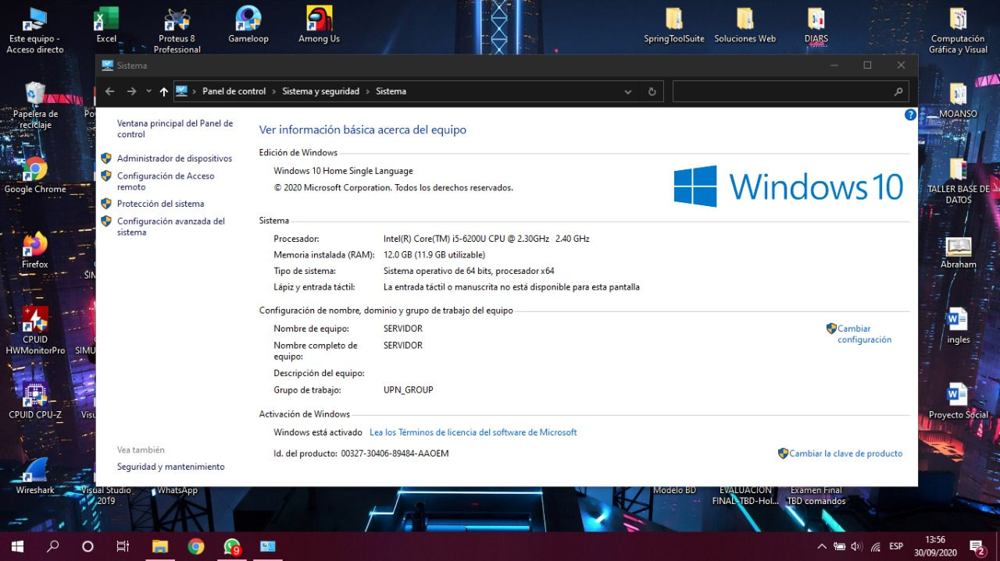 Este equipo -
Acceso directo
Excel
Proteus 8
Professional
Gameloop
Among Us
SpringToolSuite
Soluciones Web
DIARS
Computación
Gráfica y Visual
Sistema
Panel de control
Sistema y seguridad
Sistema
Papelera de
reciclaje
Google Chrome
Firefox
CPUID
HWMonitorPro
CPUID CPU-Z
Wireshark
Visual Studio
2019
WhatsApp
Ventana principal del Panel de
control
Administrador de dispositivos
Configuración de Acceso
remoto
Protección del sistema
Configuración avanzada del
sistema
Vea también
Seguridad y mantenimiento
Ver información básica acerca del equipo
Edición de Windows
Windows 10 Home Single Language
© 2020 Microsoft Corporation. Todos los derechos reservados.
Windows 10
Sistema
Procesador: Intel(R) Core(TM) i5-6200U CPU @ 2.30GHz 2.40 GHz
Memoria instalada (RAM): 12.0 GB (11.9 GB utilizable)
Tipo de sistema: Sistema operativo de 64 bits, procesador x64
Lápiz y entrada táctil: La entrada táctil o manuscrita no está disponible para esta pantalla
Configuración de nombre, dominio y grupo de trabajo del equipo
Nombre de equipo: SERVIDOR
Cambiar
configuración
Nombre completo de
equipo:
SERVIDOR
Descripción del equipo:
Grupo de trabajo: UPN_GROUP
Activación de Windows
Windows está activado Lea los Términos de licencia del software de Microsoft
Id. del producto: 00327-30406-89484-AAOEM
Cambiar la clave de producto
MOANSO
TALLER BASE DE
DATOS
Abraham
ingles
Proyecto Social
Modelo BD
EVALUACION
FINAL-TBD-Hol...
Examen Final
TBD comandos
9
ESP
13:56
30/09/2020
2